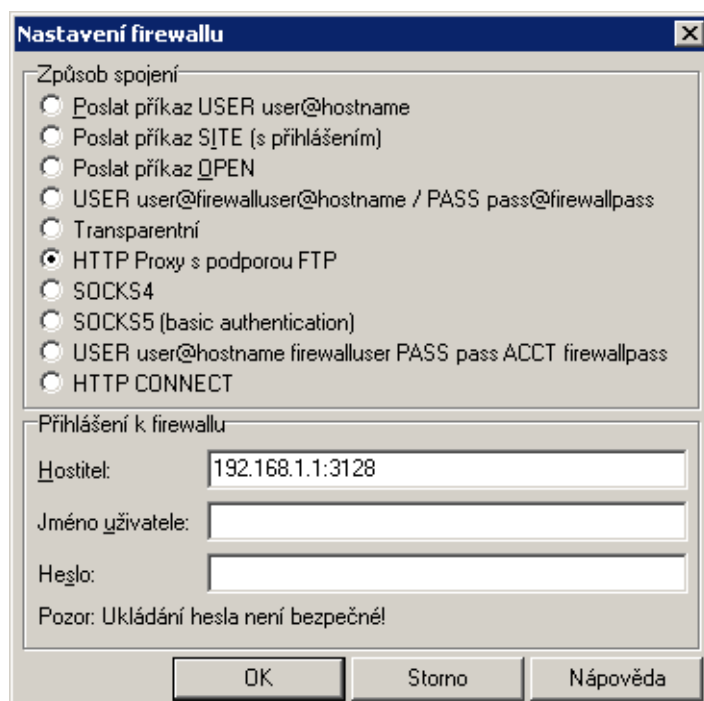 Nastavení firewallu
Způsob spojení
Poslat příkaz USER user@hostname
Poslat příkaz SITE (s přihlášením)
Poslat příkaz OPEN
USER user@firewalluser@hostname / PASS pass@firewallpass
Transparentní
HTTP Proxy s podporou FTP
SOCKS4
SOCKS5 (basic authentication)
USER user@hostname firewalluser PASS pass ACCT firewallpass
HTTP CONNECT
Přihlášení k firewallu
Hostitel: 192.168.1.1:3128
Jméno uživatele:
Heslo:
Pozor: Ukládání hesla není bezpečné!
OK Storno Nápověda